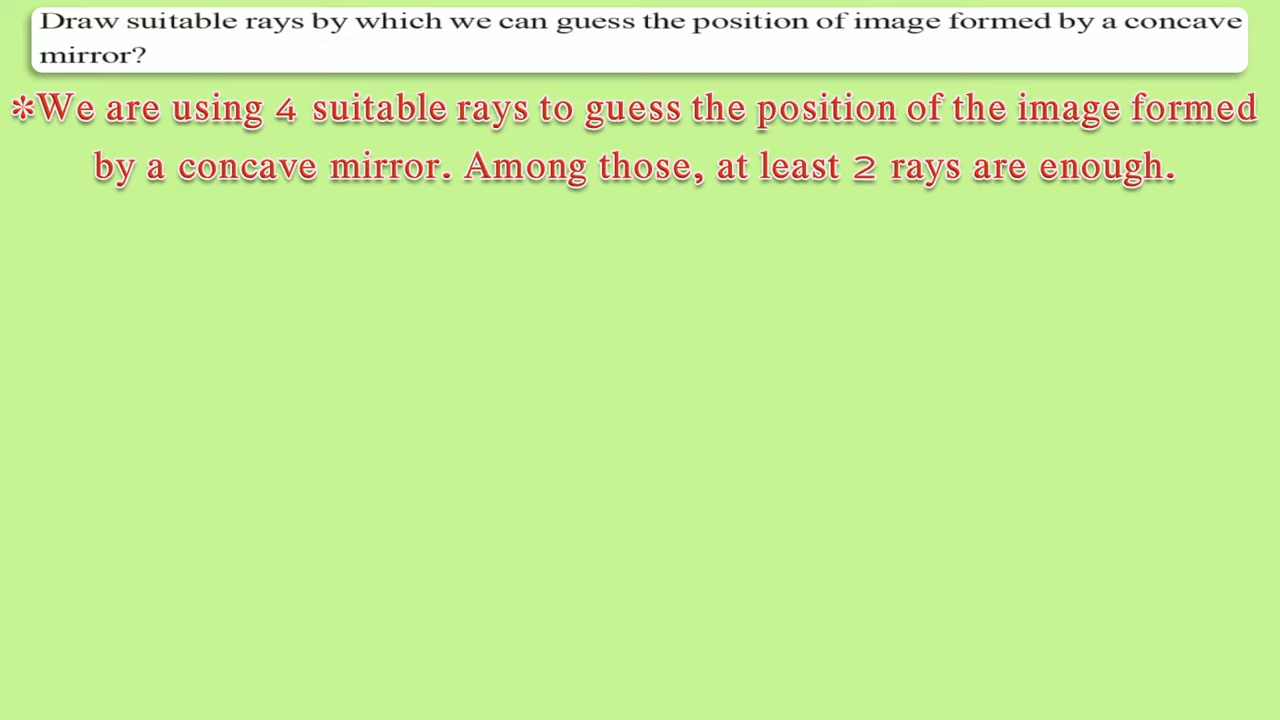 Draw suitable rays by which we can guess the position of image formed by a concave
mirror?
*We are using 4 suitable rays to guess the position of the image formed
by a concave mirror. Among those, at least 2 rays are enough.